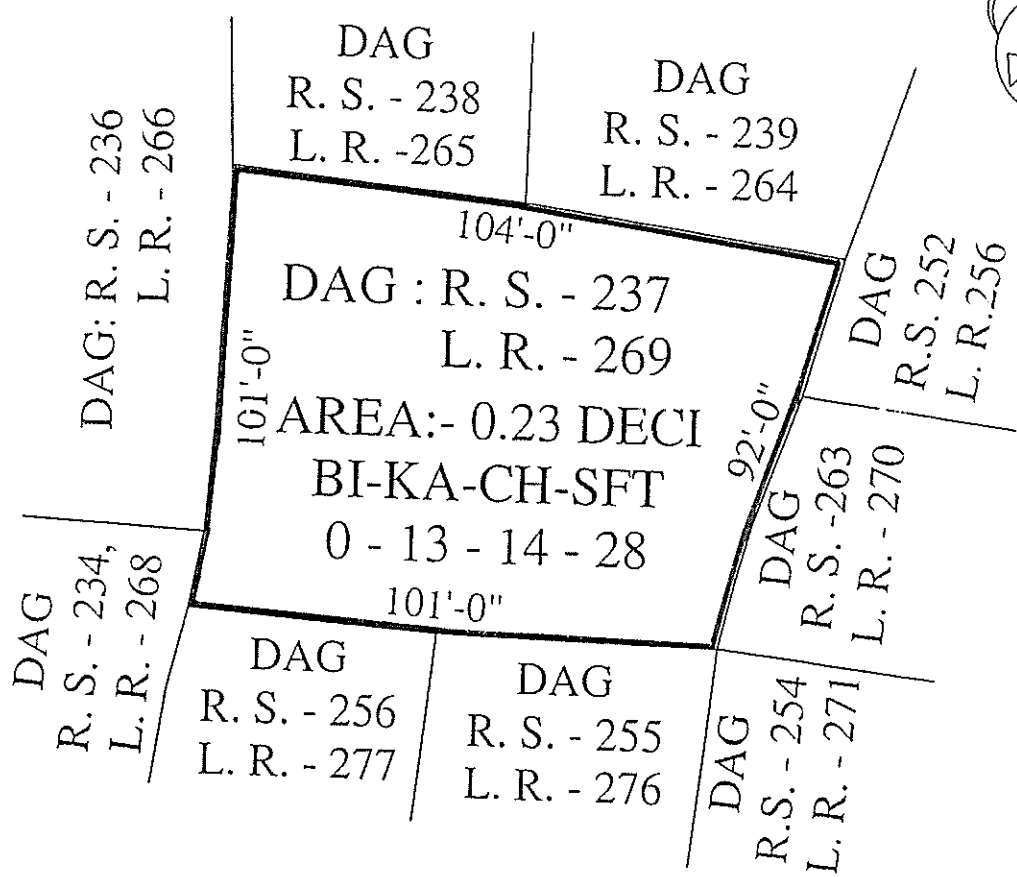 DAG
R. S. - 238
L. R. -265
DAG
R. S. - 239
L. R. - 264
DAG: R. S. - 236
L. R. - 266
104'-0"
DAG : R. S. - 237
L. R. - 269
101'-0"
AREA:- 0.23 DECI
BI-KA-CH-SFT
0 - 13 - 14 - 28
92'-0"
101'-0"
DAG
R.S. 252
L. R.256
DAG
R. S. -263
L. R. - 270
DAG
R. S. - 234,
L. R. - 268
DAG
R. S. - 256
L. R. - 277
DAG
R. S. - 255
L. R. - 276
DAG
R.S. - 254
L. R. - 271